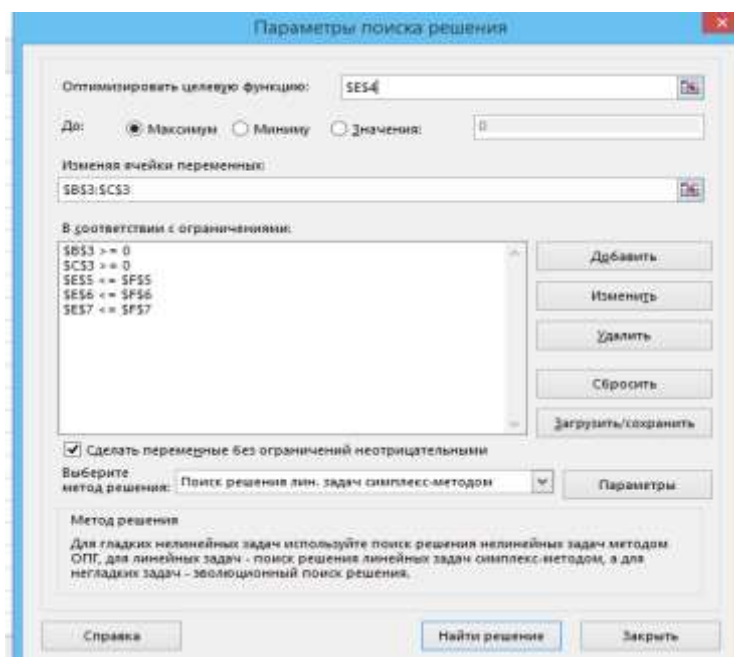 Параметры поиска решения
Оптимизировать целевую функцию: $E$4
До: Максимум Миниму Значения: 0
Изменяя ячейки переменных:
$B$3:$C$3
В соответствии с ограничениями:
$B$3 >= 0
$C$3 >= 0
$E$5 <= $F$5
$E$6 <= $F$6
$E$7 <= $F$7
Добавить
Изменить
Удалить
Сбросить
Загрузить/сохранить
Сделать переменные без ограничений неотрицательными
Выберите
метод решения: Поиск решения лин. задач симплекс-методом
Параметры
Метод решения
Для гладких нелинейных задач используйте поиск решения нелинейных задач методом
ОПГ, для линейных задач - поиск решения линейных задач симплекс-методом, а для
негладких задач - эволюционный поиск решения.
Справка Найти решение Закрыть